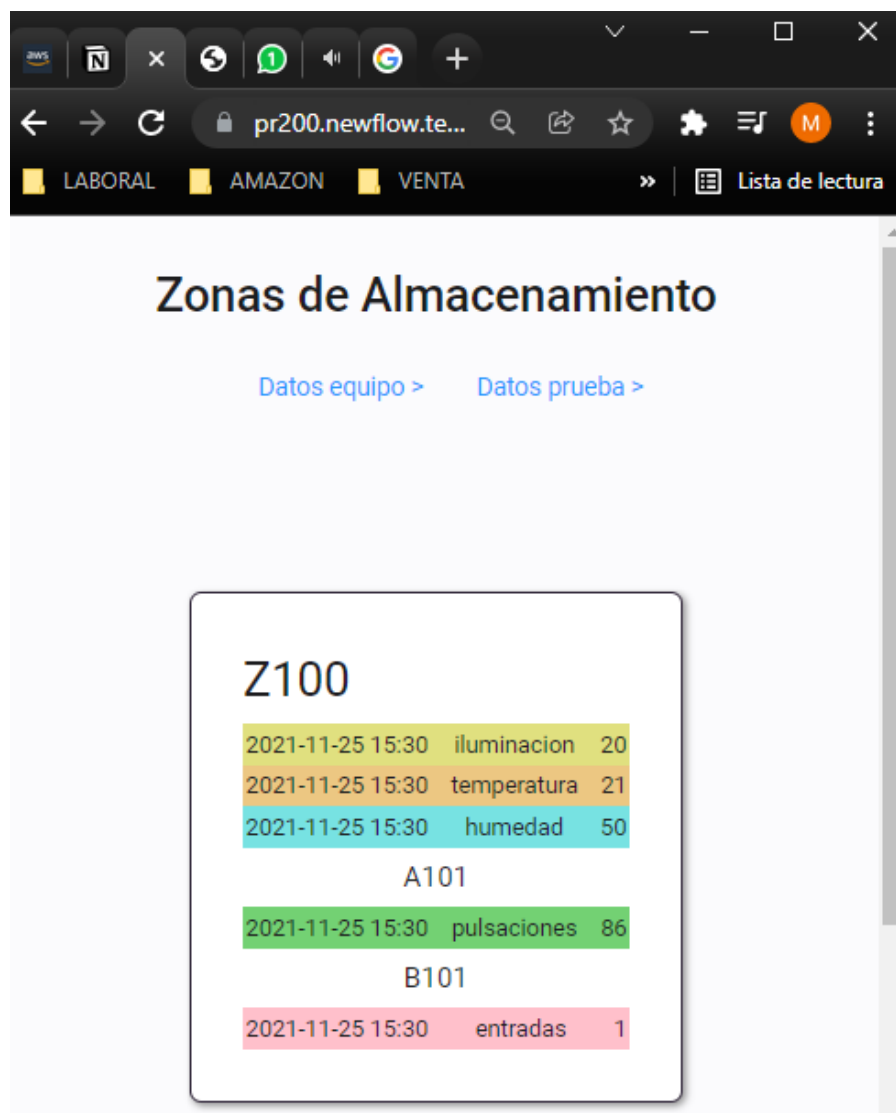 aws N 1 G
pr200.newflow.te... M
LABORAL AMAZON VENTA » Lista de lectura
Zonas de Almacenamiento
Datos equipo > Datos prueba >
Z100
2021-11-25 15:30 iluminacion 20
2021-11-25 15:30 temperatura 21
2021-11-25 15:30 humedad 50
A101
2021-11-25 15:30 pulsaciones 86
B101
2021-11-25 15:30 entradas 1